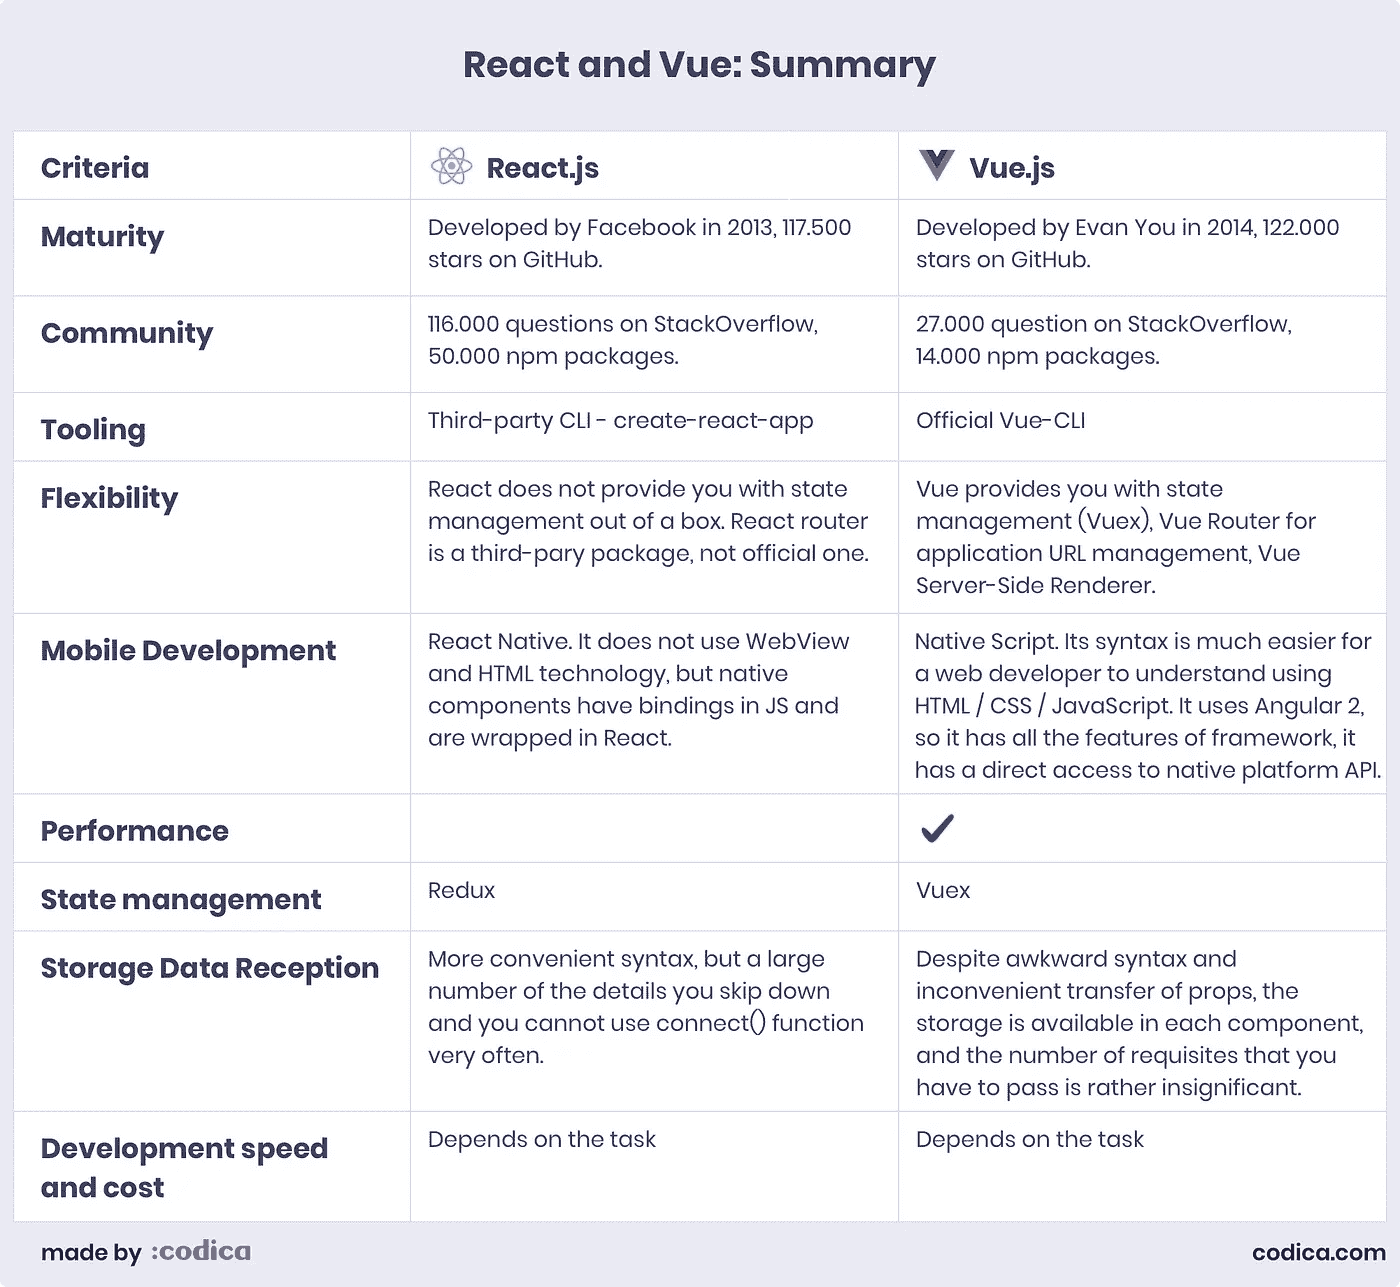 React and Vue: Summary
Criteria
React.js
Vue.js
Maturity
Developed by Facebook in 2013, 117.500
stars on GitHub.
Developed by Evan You in 2014, 122.000
stars on GitHub.
Community
116.000 questions on StackOverflow,
50.000 npm packages.
27.000 question on StackOverflow,
14.000 npm packages.
Tooling
Third-party CLI - create-react-app
Official Vue-CLI
Flexibility
React does not provide you with state
management out of a box. React router
is a third-pary package, not official one.
Vue provides you with state
management (Vuex), Vue Router for
application URL management, Vue
Server-Side Renderer.
Mobile Development
React Native. It does not use WebView
and HTML technology, but native
components have bindings in JS and
are wrapped in React.
Native Script. Its syntax is much easier for
a web developer to understand using
HTML / CSS / JavaScript. It uses Angular 2,
so it has all the features of framework, it
has a direct access to native platform API.
Performance
State management
Redux
Vuex
Storage Data Reception
More convenient syntax, but a large
number of the details you skip down
and you cannot use connect() function
very often.
Despite awkward syntax and
inconvenient transfer of props, the
storage is available in each component,
and the number of requisites that you
have to pass is rather insignificant.
Development speed
and cost
Depends on the task
Depends on the task
made by :codica
codica.com